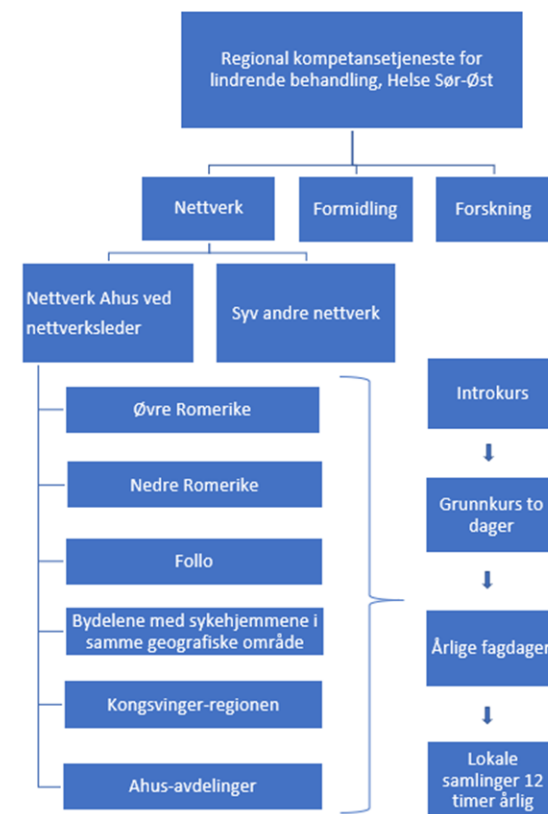 Regional kompetansetjeneste for
lindrende behandling, Helse Sør-Øst
Nettverk
Formidling
Forskning
Nettverk Ahus ved
nettverksleder
Syv andre nettverk
Øvre Romerike
Nedre Romerike
Follo
Bydelene med sykehjemmene i
samme geografiske område
Kongsvinger-regionen
Ahus-avdelinger
Introkurs
Grunnkurs to
dager
Årlige fagdager
Lokale
samlinger 12
timer årlig